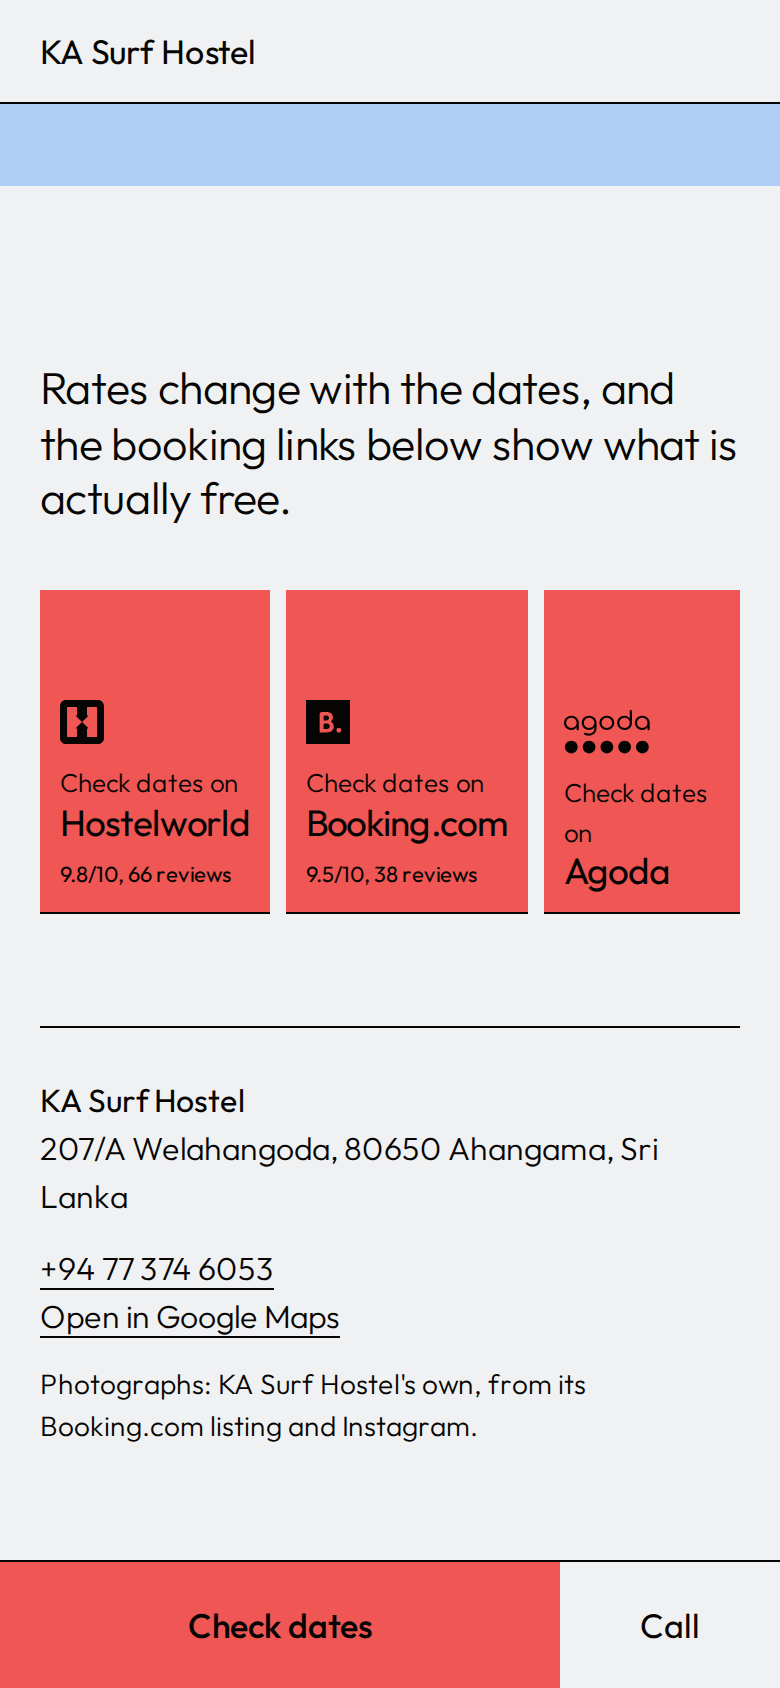 KA Surf Hostel
Rates change with the dates, and
the booking links below show what is
actually free.
Check dates on
Hostelworld
9.8/10, 66 reviews
B.
Check dates on
Booking.com
9.5/10, 38 reviews
agoda
Check dates
on
Agoda
KA Surf Hostel
207/A Welahangoda, 80650 Ahangama, Sri
Lanka
+94 77 374 6053
Open in Google Maps
Photographs: KA Surf Hostel's own, from its
Booking.com listing and Instagram.
Check dates
Call